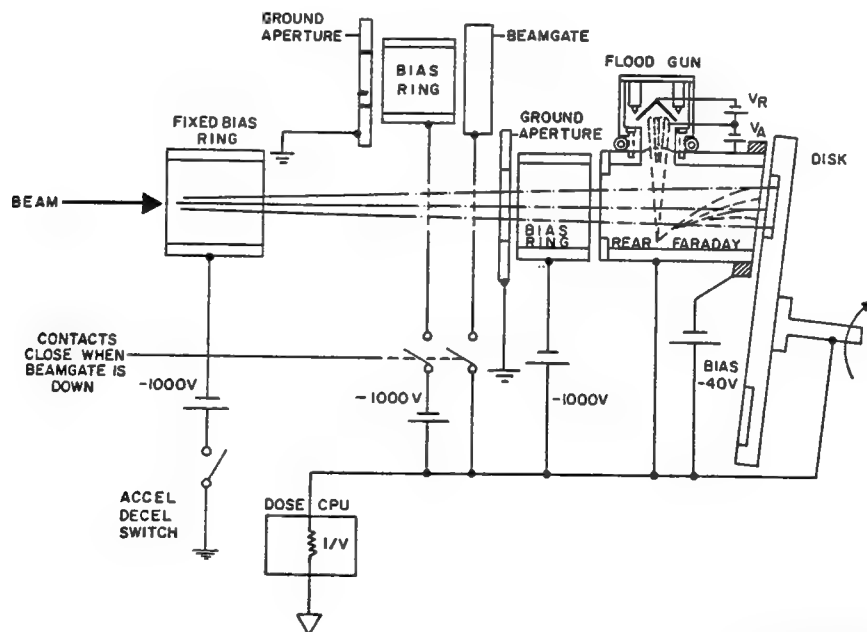 GROUND
APERTURE
BEAMGATE
BIAS
RING
FLOOD GUN
VR
VA
GROUND
APERTURE
FIXED BIAS
RING
DISK
BEAM
BIAS
RING
REAR FARADAY
CONTACTS
CLOSE WHEN
BEAMGATE IS
DOWN
-1000V
-1000V
-1000V
BIAS
-40V
ACCEL
DECEL
SWITCH
DOSE CPU
I/V